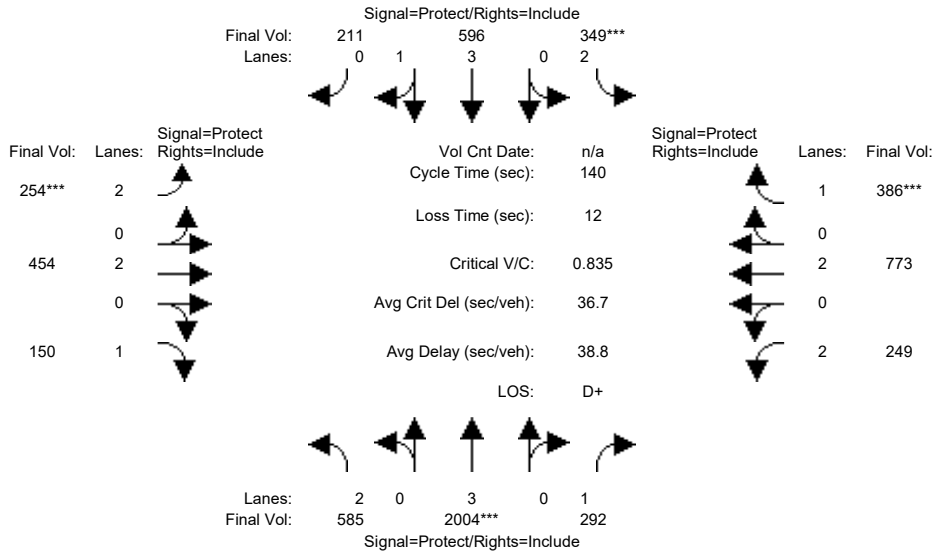 Signal=Protect/Rights=Include
Final Vol: 211 596 349***
Lanes: 0 1 3 0 2
Signal=Protect Signal=Protect
Final Vol: Lanes: Rights=Include Vol Cnt Date: n/a Rights=Include Lanes: Final Vol:
Cycle Time (sec): 140
254*** 2 1 386***
Loss Time (sec): 12
0 0
454 2 Critical V/C: 0.835 2 773
0 Avg Crit Del (sec/veh): 36.7 0
150 1 Avg Delay (sec/veh): 38.8 2 249
LOS: D+
Lanes: 2 0 3 0 1
Final Vol: 585 2004*** 292
Signal=Protect/Rights=Include